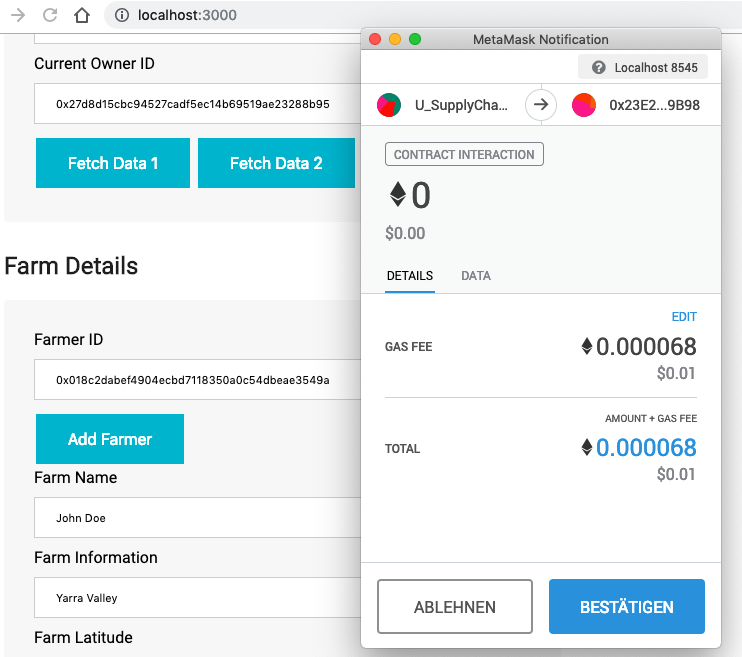 localhost:3000
Current Owner ID
0x27d8d15cbc94527cadf5ec14b69519ae23288b95
Fetch Data 1
Fetch Data 2
Farm Details
Farmer ID
0x018c2dabef4904ecbd7118350a0c54dbeae3549a
Add Farmer
Farm Name
John Doe
Farm Information
Yarra Valley
Farm Latitude
MetaMask Notification
Localhost 8545
U_SupplyCha...
0x23E2...9B98
CONTRACT INTERACTION
0
$0.00
DETAILS
DATA
EDIT
GAS FEE
0.000068
$0.01
AMOUNT + GAS FEE
TOTAL
0.000068
$0.01
ABLEHNEN
BESTÄTIGEN